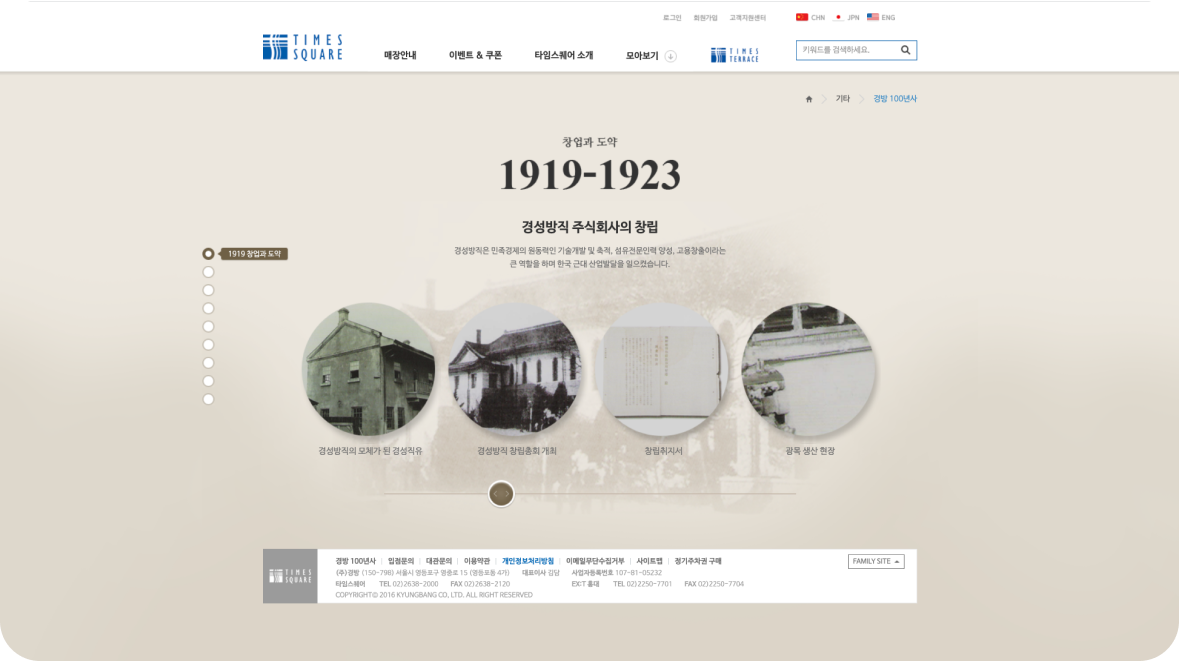 로그인 회원가입 고객지원센터 CHN JPN ENG
TIMES SQUARE
매장안내 이벤트 & 쿠폰 타임스퀘어 소개 모아보기
TIMES TERRACE
키워드를 검색하세요.
기타 경방 100년사
창업과 도약
1919-1923
경성방직 주식회사의 창립
경성방직은 민족경제의 원동력인 기술개발 및 축적, 섬유전문인력 양성, 고용창출이라는
큰 역할을 하며 한국 근대 산업발달을 일으켰습니다.
1919 창업과 도약
경성방직의 모체가 된 경성직유
경성방직 창립총회 개최
창립취지서
광목 생산 현장
TIMES SQUARE
경방 100년사 | 입점문의 | 대관문의 | 이용약관 | 개인정보처리방침 | 이메일무단수집거부 | 사이트맵 | 정기주차권 구매
FAMILY SITE
(주)경방 (150-798) 서울시 영등포구 영중로 15 (영등포동 4가) 대표이사 김담 사업자등록번호 107-81-05232
타임스퀘어 TEL 02)2638-2000 FAX 02)2638-2120 EXIT 홍대 TEL 02)2250-7701 FAX 02)2250-7704
COPYRIGHT© 2016 KYUNGBANG CO, LTD. ALL RIGHT RESERVED